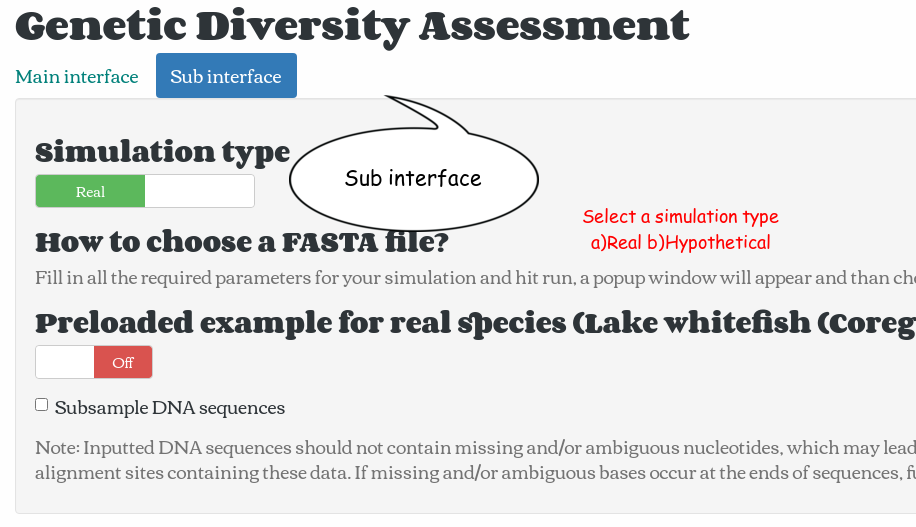 Genetic Diversity Assessment
Main interface Sub interface
Simulation type
Sub interface
Real
Select a simulation type
a)Real b)Hypothetical
How to choose a FASTA file?
Fill in all the required parameters for your simulation and hit run, a popup window will appear and than
Preloaded example for real species (Lake whitefish
Off
Subsample DNA sequences
Note: Inputted DNA sequences should not contain missing and/or ambiguous nucleotides, which may lead
alignment sites containing these data. If missing and/or ambiguous bases occur at the ends of sequences,